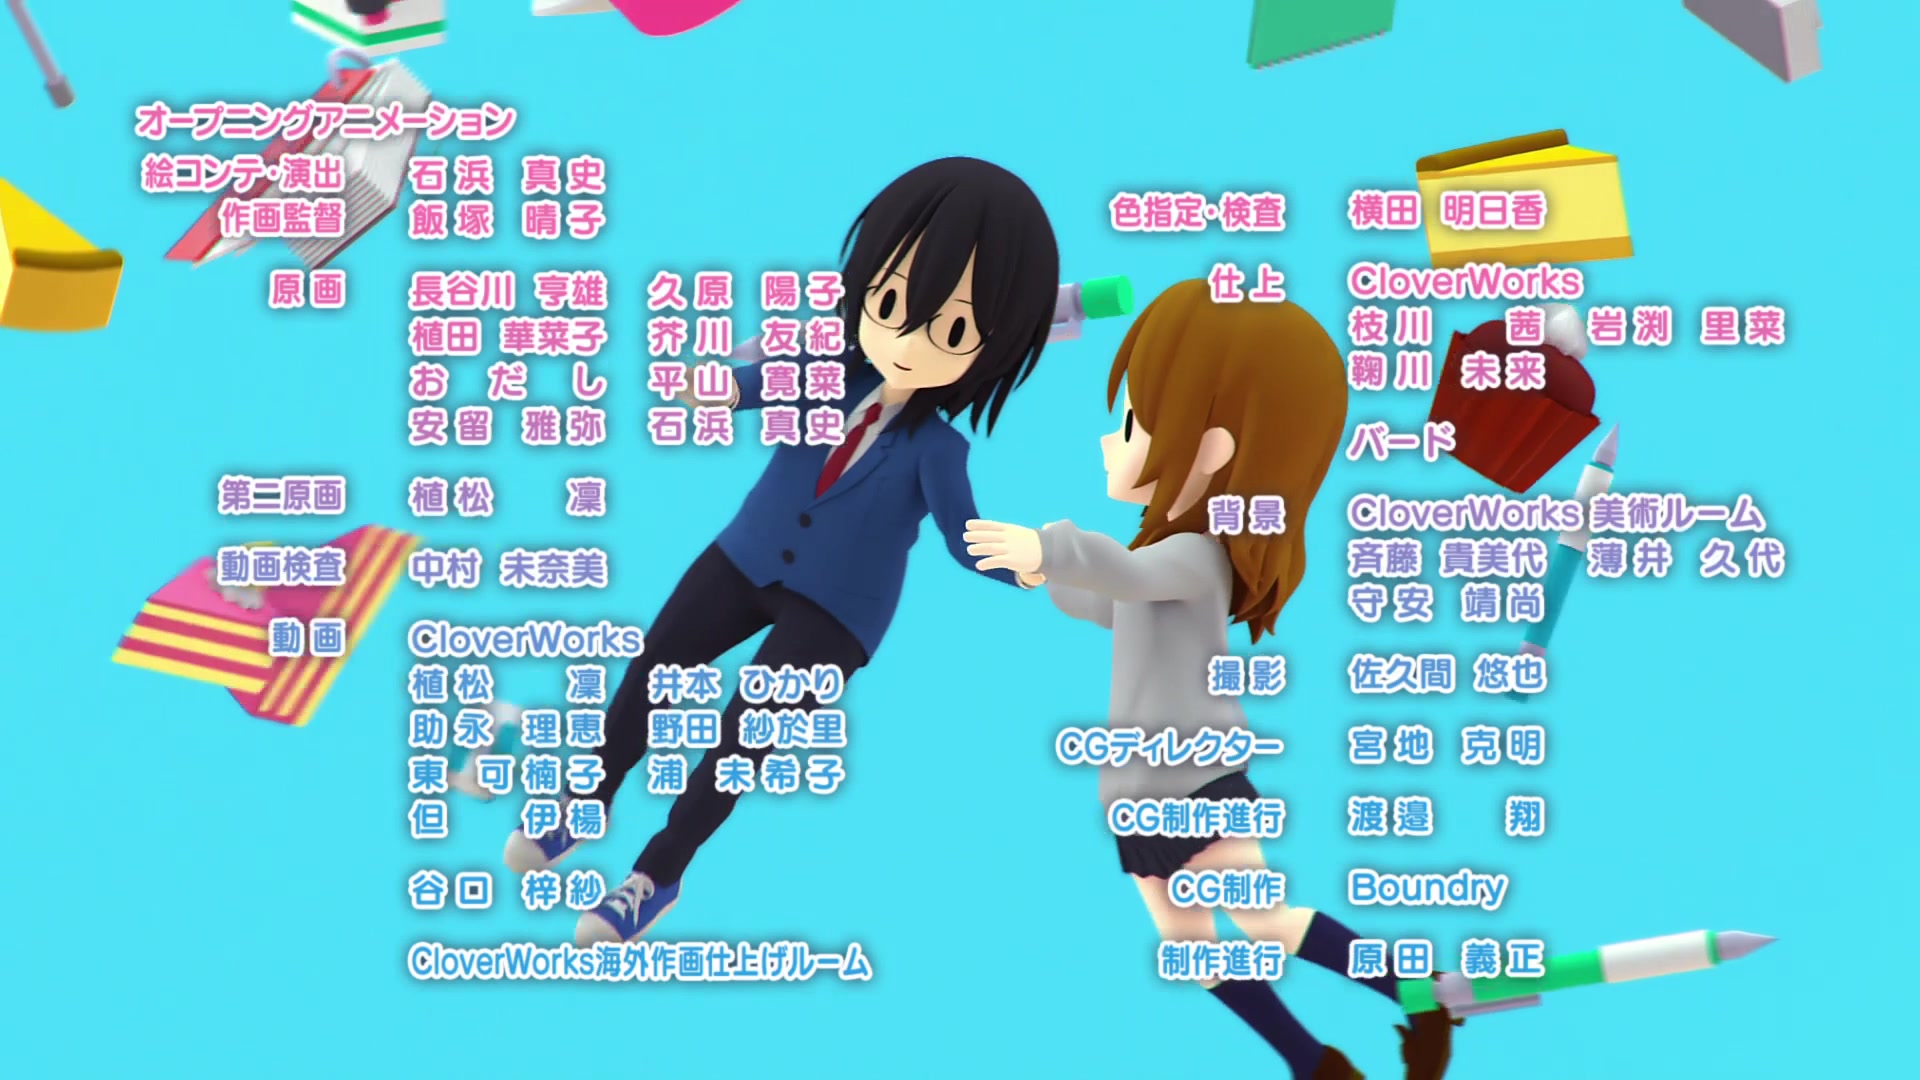 オープニングアニメーション
絵コンテ・演出 石浜 真史
作画監督 飯塚 晴子
原画 長谷川 亨雄 久原 陽子
植田 華菜子 芥川 友紀
おだし 平山 寛菜
安留 雅弥 石浜 真史
第二原画 植松 凜
動画検査 中村 未奈美
動画 CloverWorks
植松 凜 井本 ひかり
助永 理恵 野田 紗於里
東 可楠子 浦 未希子
但 伊楊
谷口 梓紗
CloverWorks海外作画仕上げルーム
色指定・検査 横田 明日香
仕上 CloverWorks
枝川 茜 岩渕 里菜
鞠川 未来
バード
背景 CloverWorks 美術ルーム
斉藤 貴美代 薄井 久代
守安 靖尚
撮影 佐久間 悠也
CGディレクター 宮地 克明
CG制作進行 渡邉 翔
CG制作 Boundry
制作進行 原田 義正